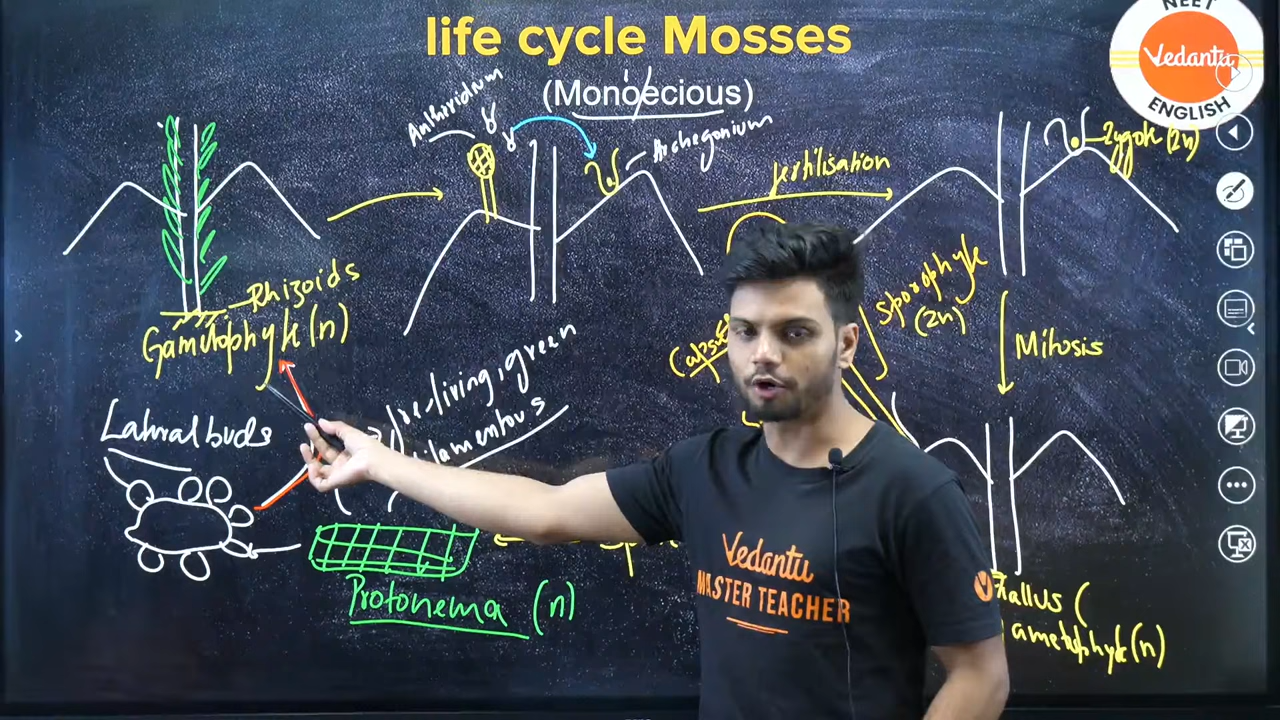 life cycle Mosses
(Monoecious)
NEET
Vedantu
ENGLISH
Antheridium
Archegonium
fertilisation
Zygote (2n)
Rhizoids
Gametophyte (n)
Sporophyte
(2n)
Mitosis
free-living, green
filamentous
Lateral buds
Protonema (n)
Vedantu
MASTER TEACHER
Thallus (
ametophyte (n)